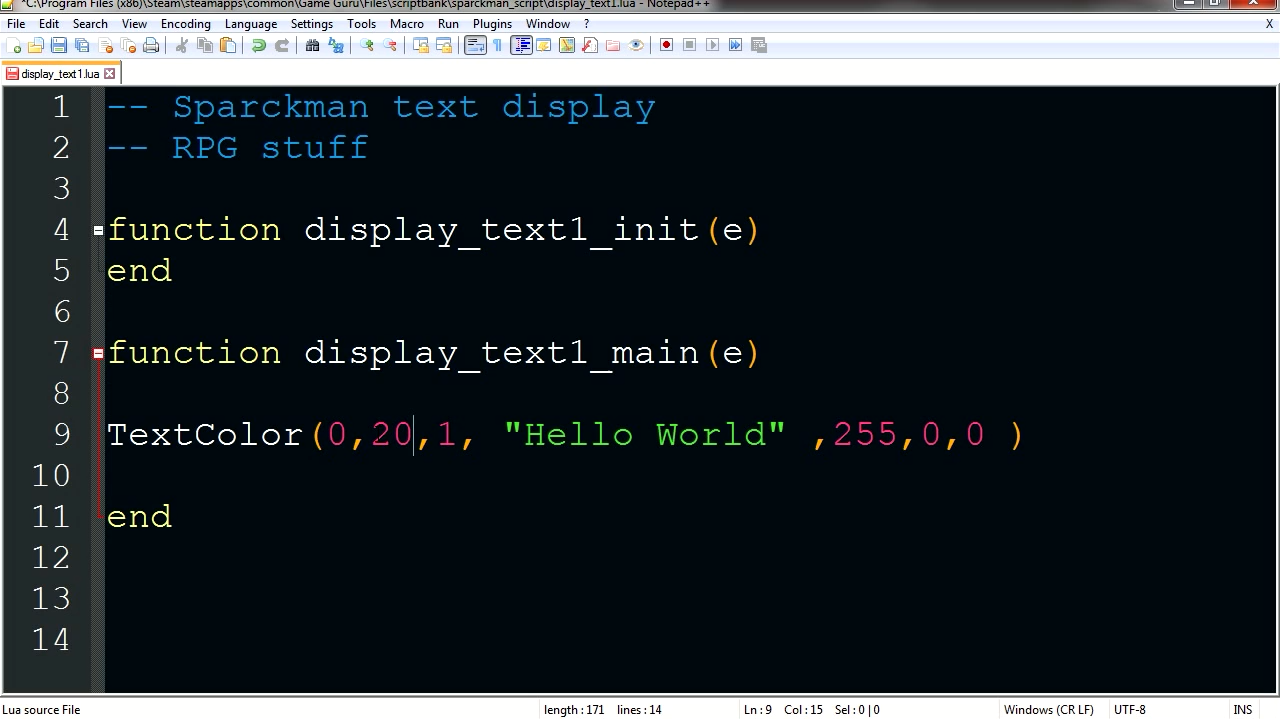 *C:\Program Files (x86)\Steam\steamapps\common\Game Guru\Files\scriptbank\sparckman_script\display_text1.lua - Notepad++
File Edit Search View Encoding Language Settings Tools Macro Run Plugins Window ? X
display_text1.lua
1 -- Sparckman text display
2 -- RPG stuff
3
4 function display_text1_init(e)
5 end
6
7 function display_text1_main(e)
8
9 TextColor(0,20,1, "Hello World" ,255,0,0 )
10
11 end
12
13
14
Lua source File length : 171 lines : 14 Ln : 9 Col : 15 Sel : 0 | 0 Windows (CR LF) UTF-8 INS